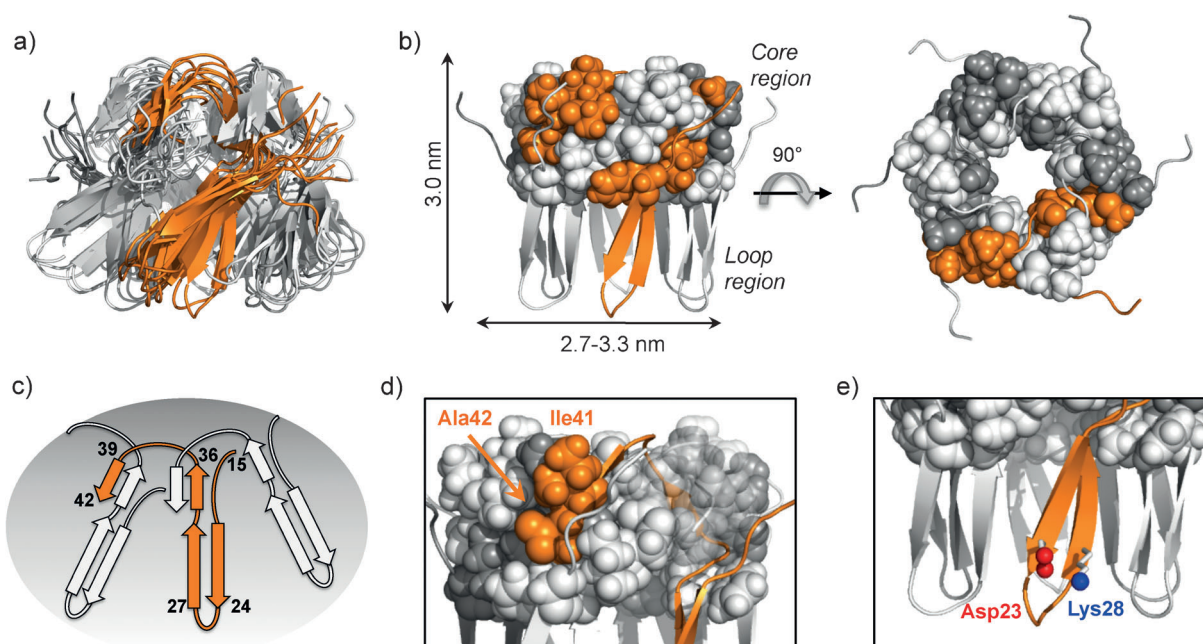 a)
b)
Core
region
3.0 nm
90°
Loop
region
2.7-3.3 nm
c)
39
36
15
42
27
24
d)
Ala42
Ile41
e)
Asp23
Lys28